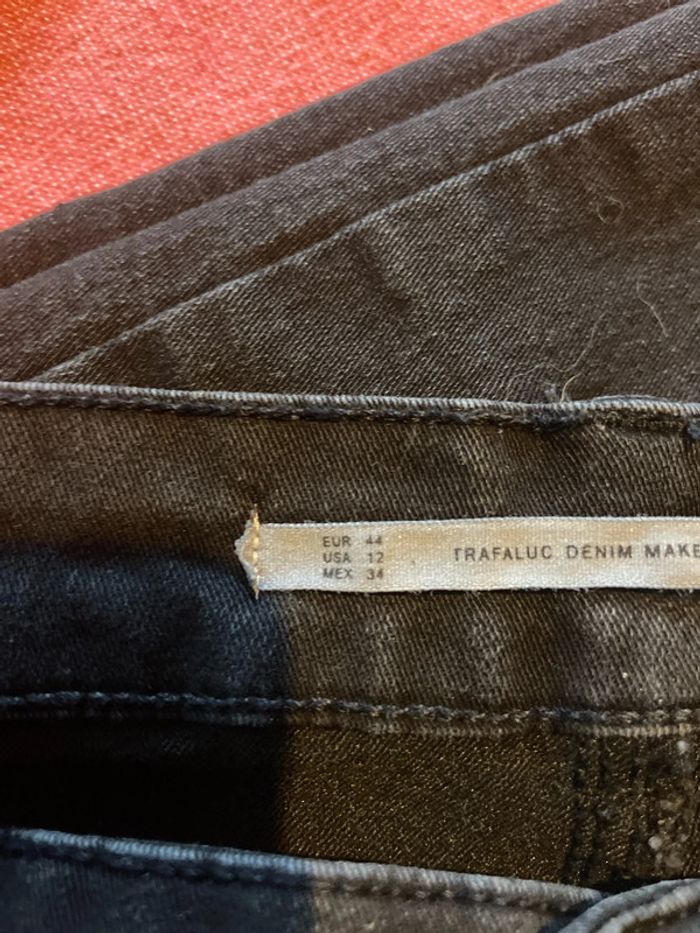 EUR 44
USA 12
MEX 34
TRAFALUC DENIM MAKE